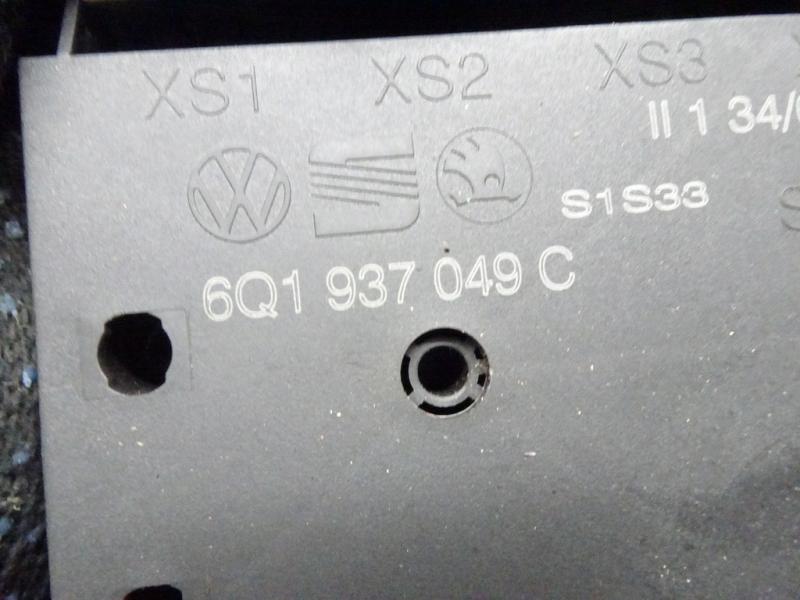 XS1 XS2 XS3
II 1 34/
S1S33
6Q1 937 049 C